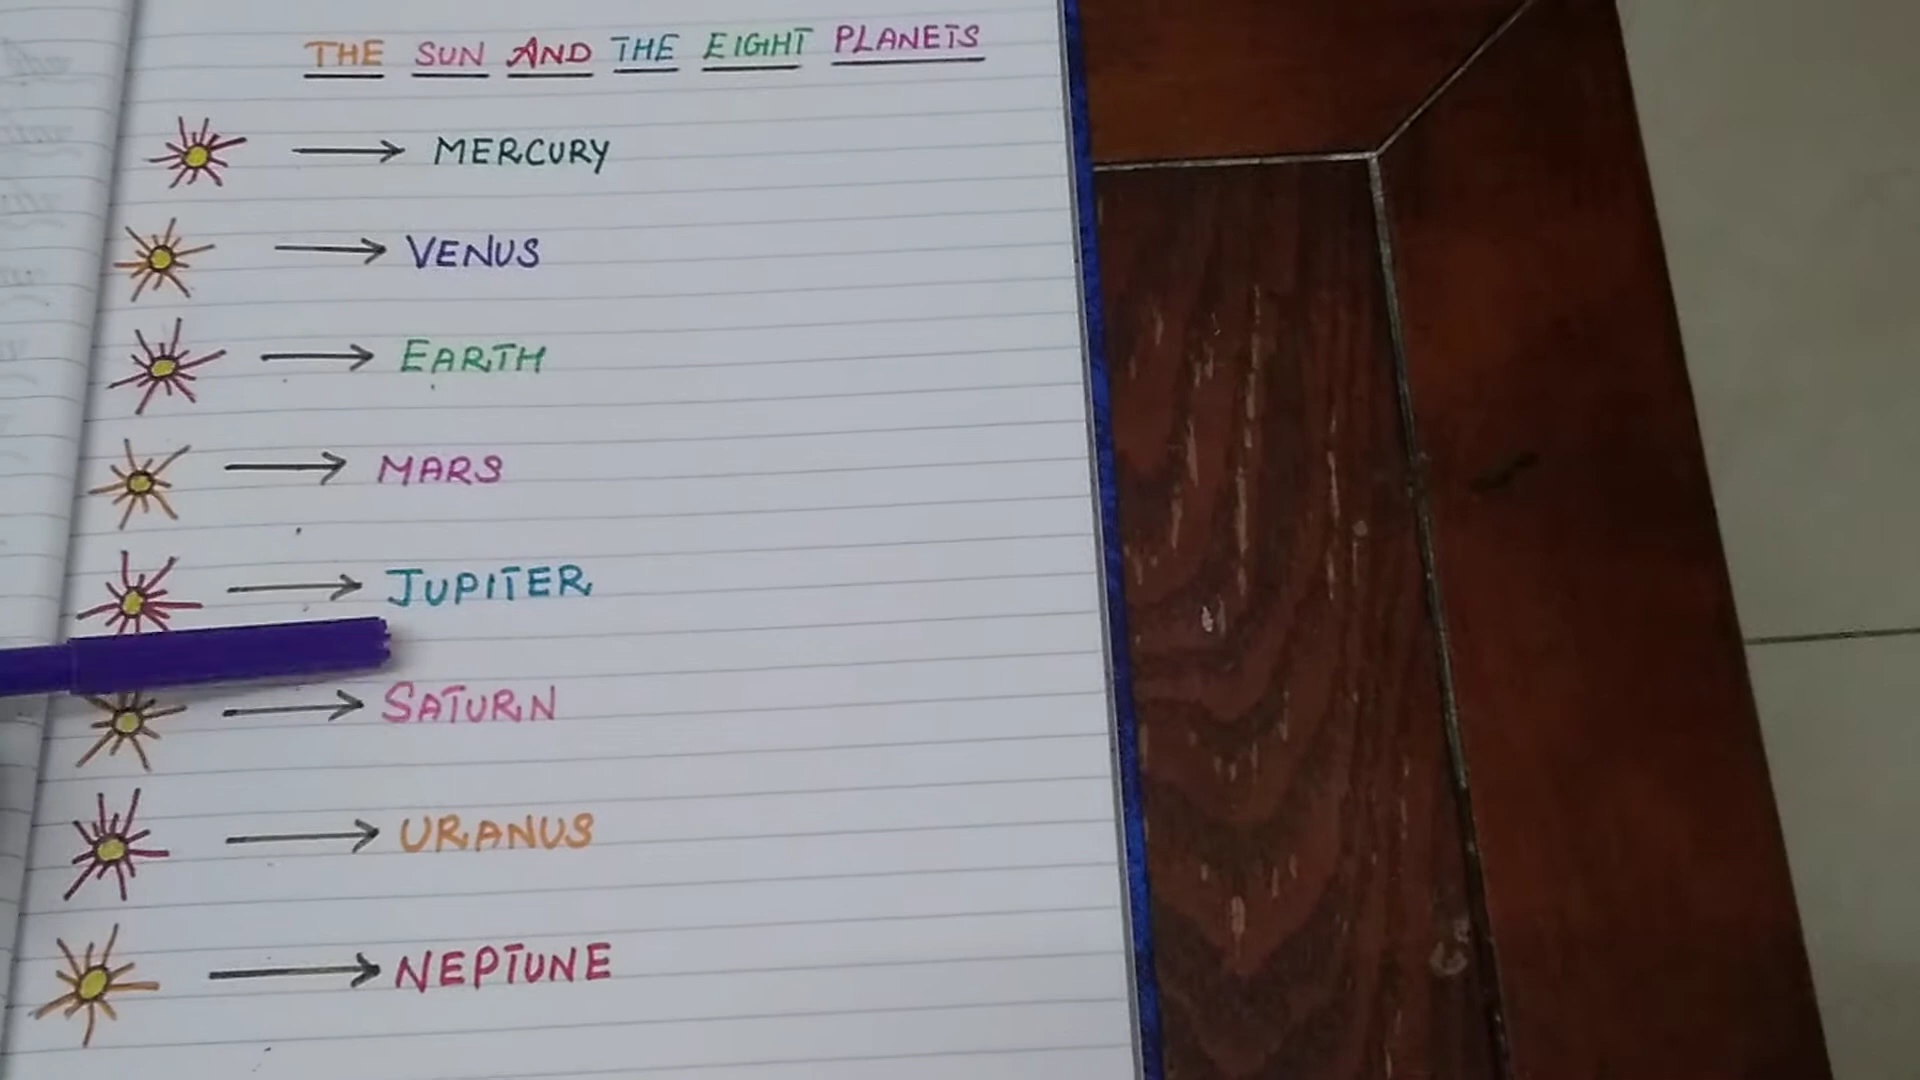 THE SUN AND THE EIGHT PLANETS
→ MERCURY
→ VENUS
→ EARTH
→ MARS
→ JUPITER
→ SATURN
→ URANUS
→ NEPTUNE